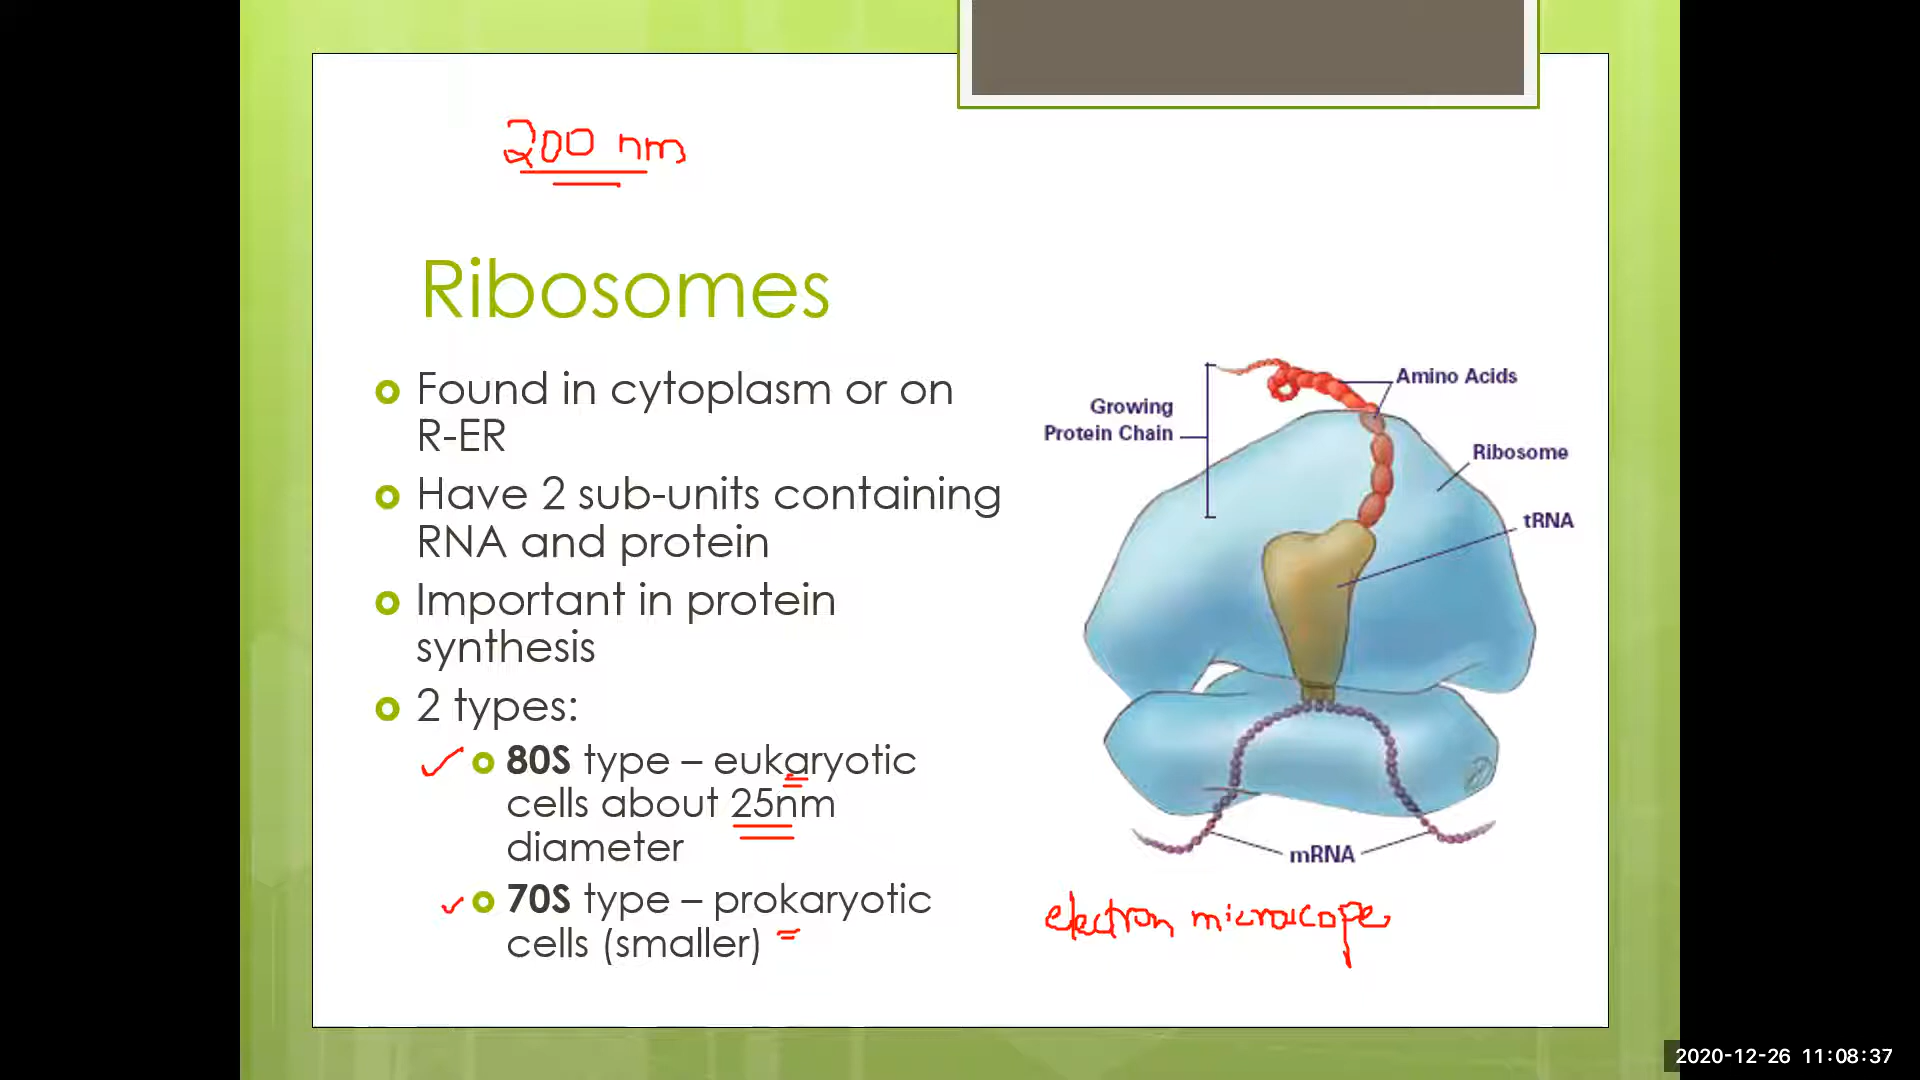 200 nm
Ribosomes
Found in cytoplasm or on
R-ER
Have 2 sub-units containing
RNA and protein
Important in protein
synthesis
2 types:
80S type – eukaryotic
cells about 25nm
diameter
70S type – prokaryotic
cells (smaller)
Amino Acids
Growing
Protein Chain
Ribosome
tRNA
mRNA
electron microscope
2020-12-26 11:08:37